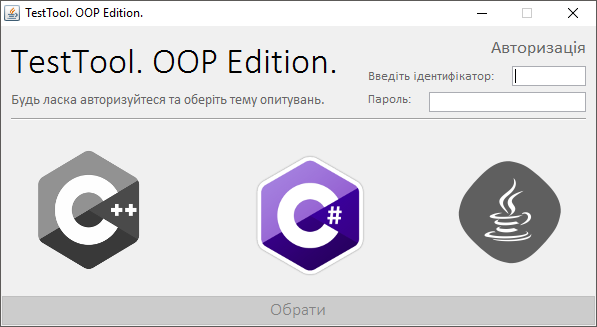 TestTool. OOP Edition.
TestTool. OOP Edition.
Авторизація
Введіть ідентифікатор:
Будь ласка авторизуйтеся та оберіть тему опитувань.
Пароль:
C++
C#
Обрати